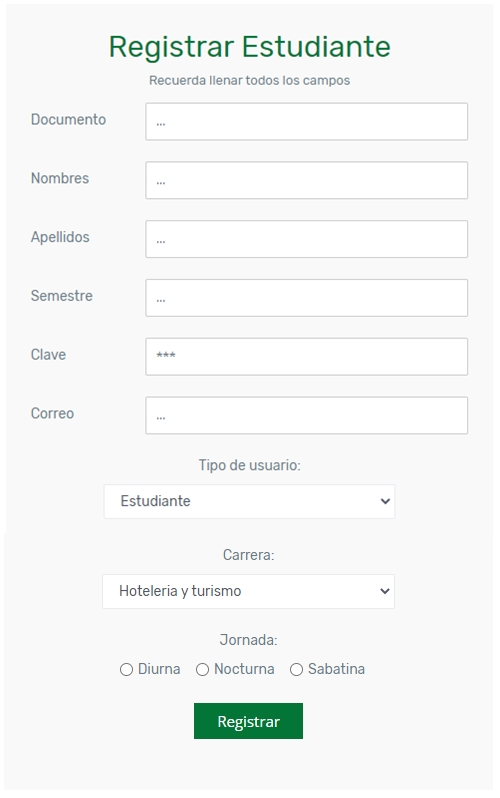 Registrar Estudiante
Recuerda llenar todos los campos
Documento ...
Nombres ...
Apellidos ...
Semestre ...
Clave ***
Correo ...
Tipo de usuario:
Estudiante
Carrera:
Hoteleria y turismo
Jornada:
Diurna Nocturna Sabatina
Registrar